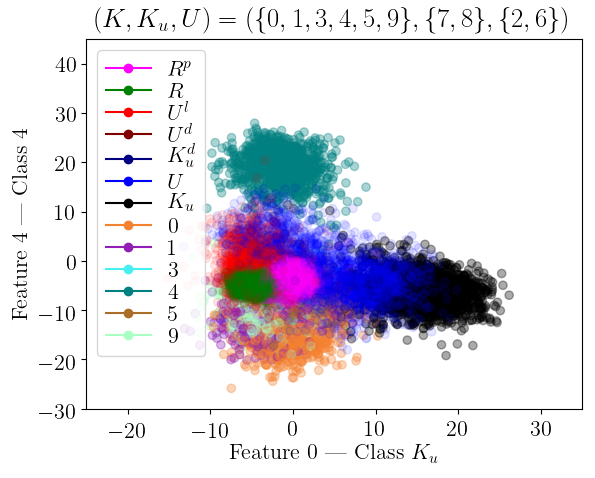 (K, K_u, U) = ({0, 1, 3, 4, 5, 9}, {7, 8}, {2, 6})
40
30
20
10
0
−10
−20
−30
Feature 4 — Class 4
R^p
R
U^l
U^d
K_u^d
U
K_u
0
1
3
4
5
9
−20
−10
0
10
20
30
Feature 0 — Class K_u